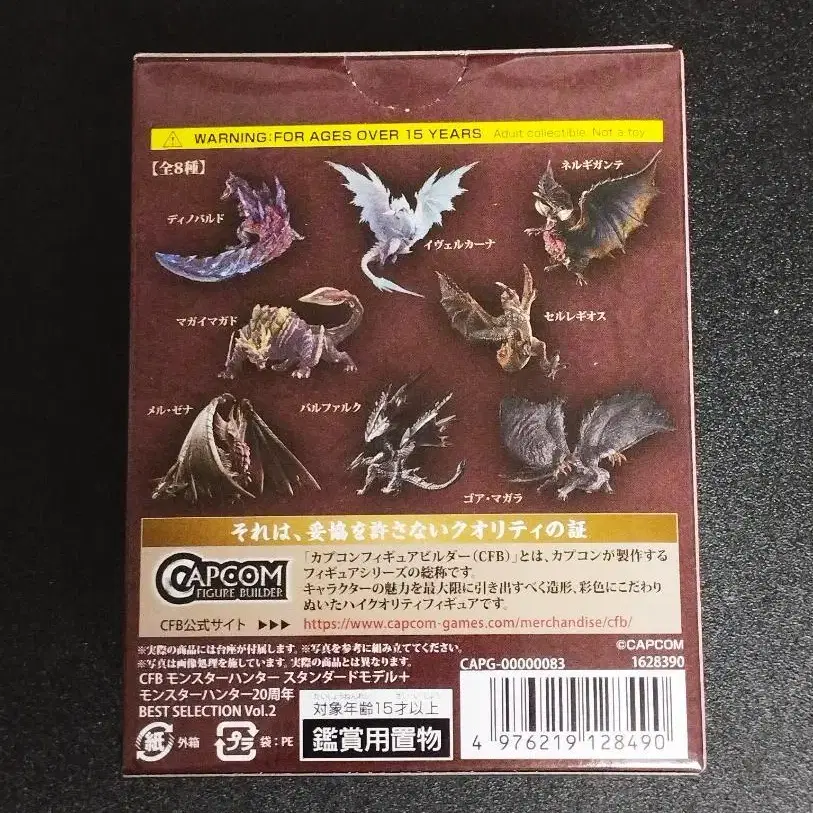 WARNING:FOR AGES OVER 15 YEARS Adult collectible. Not a toy
【全8種】
ディノバルド
イヴェルカーナ
ネルギガンテ
マガイマガド
セルレギオス
メル・ゼナ
バルファルク
ゴア・マガラ
それは、妥協を許さないクオリティの証
CAPCOM
FIGURE BUILDER
「カプコンフィギュアビルダー(CFB)」とは、カプコンが製作する
フィギュアシリーズの総称です。
キャラクターの魅力を最大限に引き出すべく造形、彩色にこだわり
ぬいたハイクオリティフィギュアです。
CFB公式サイト ▶▶▶ https://www.capcom-games.com/merchandise/cfb/
©CAPCOM
※実際の商品には台座が付属します。※写真を参考に組み立ててください。
※写真は画像処理を施しています。実際の商品とは異なります。
CAPG-00000083
1628390
CFB モンスターハンター スタンダードモデル+
モンスターハンター20周年
BEST SELECTION Vol.2
紙 外箱
プラ 袋:PE
たいしょうねんれい さい いじょう
対象年齢15才以上
鑑賞用置物
4 976219 128490